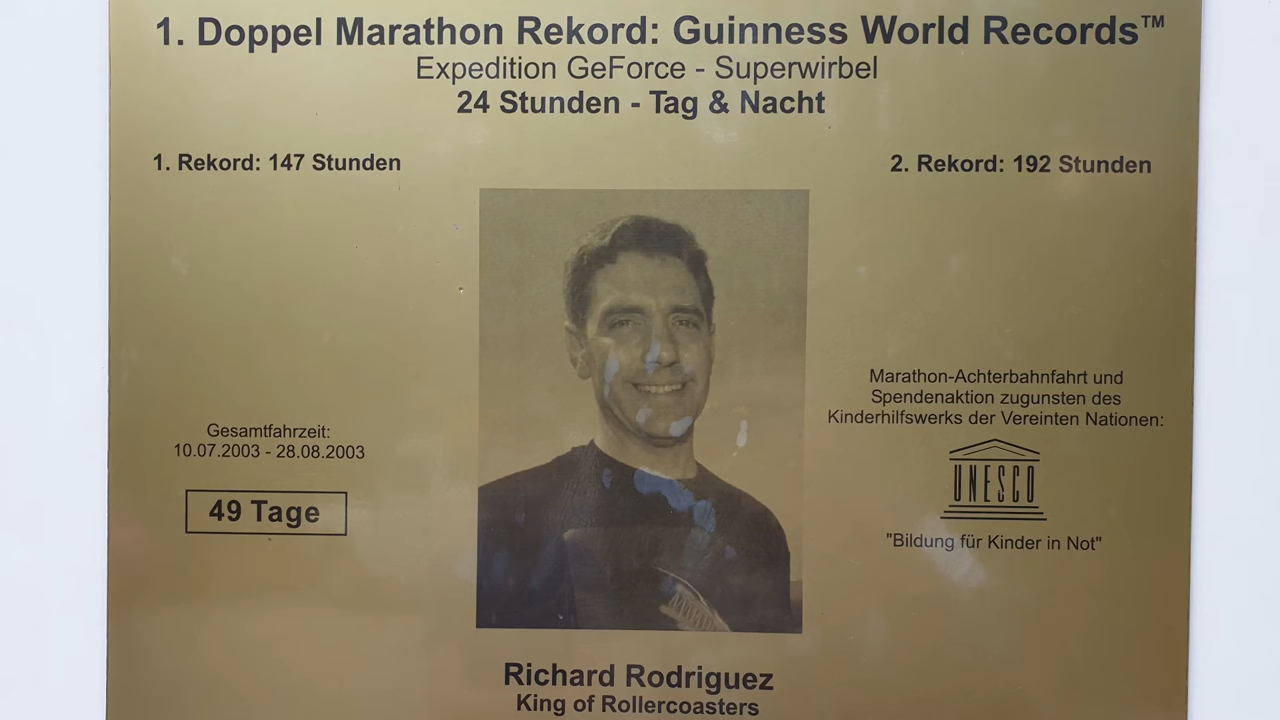 1. Doppel Marathon Rekord: Guinness World Records™
Expedition GeForce - Superwirbel
24 Stunden - Tag & Nacht
1. Rekord: 147 Stunden
2. Rekord: 192 Stunden
Marathon-Achterbahnfahrt und
Spendenaktion zugunsten des
Kinderhilfswerks der Vereinten Nationen:
UNESCO
"Bildung für Kinder in Not"
Gesamtfahrzeit:
10.07.2003 - 28.08.2003
49 Tage
Richard Rodriguez
King of Rollercoasters